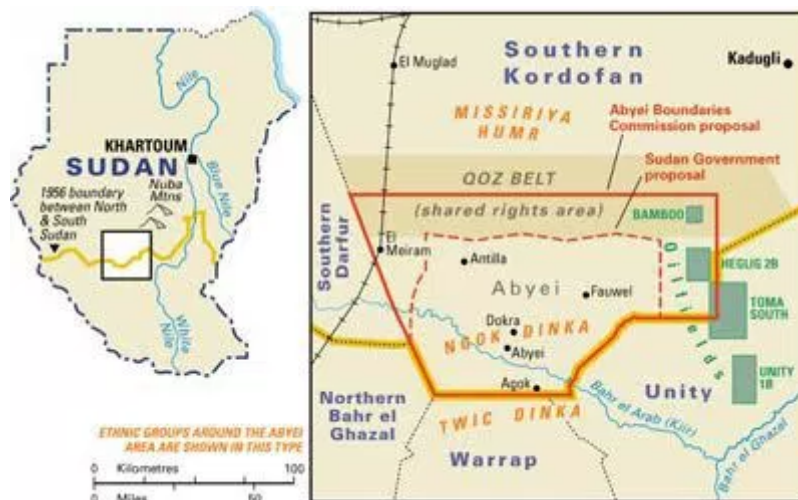 Nile
KHARTOUM
SUDAN
Blue Nile
Nuba
Mtns
1956 boundary
between North
& South
Sudan
White
Nile
ETHNIC GROUPS AROUND THE ABYEI
AREA ARE SHOWN IN THIS TYPE
0 Kilometres 100
0 Miles 50
El Muglad
Southern
Kordofan
Kadugli
MISSIRIYA
HUMR
Abyei Boundaries
Commission proposal
Sudan Government
proposal
QOZ BELT
(shared rights area)
BAMBOO
Southern
Darfur
El
Meiram
Antilla
Oilfields
HEGLIG 2B
Abyei
Fauwel
TOMA
SOUTH
Dokra
NGOK DINKA
Abyei
UNITY
1B
Agok
Unity
Northern
Bahr el
Ghazal
TWIC DINKA
Bahr el Arab (Kiir)
Warrap
Bahr el Ghazal